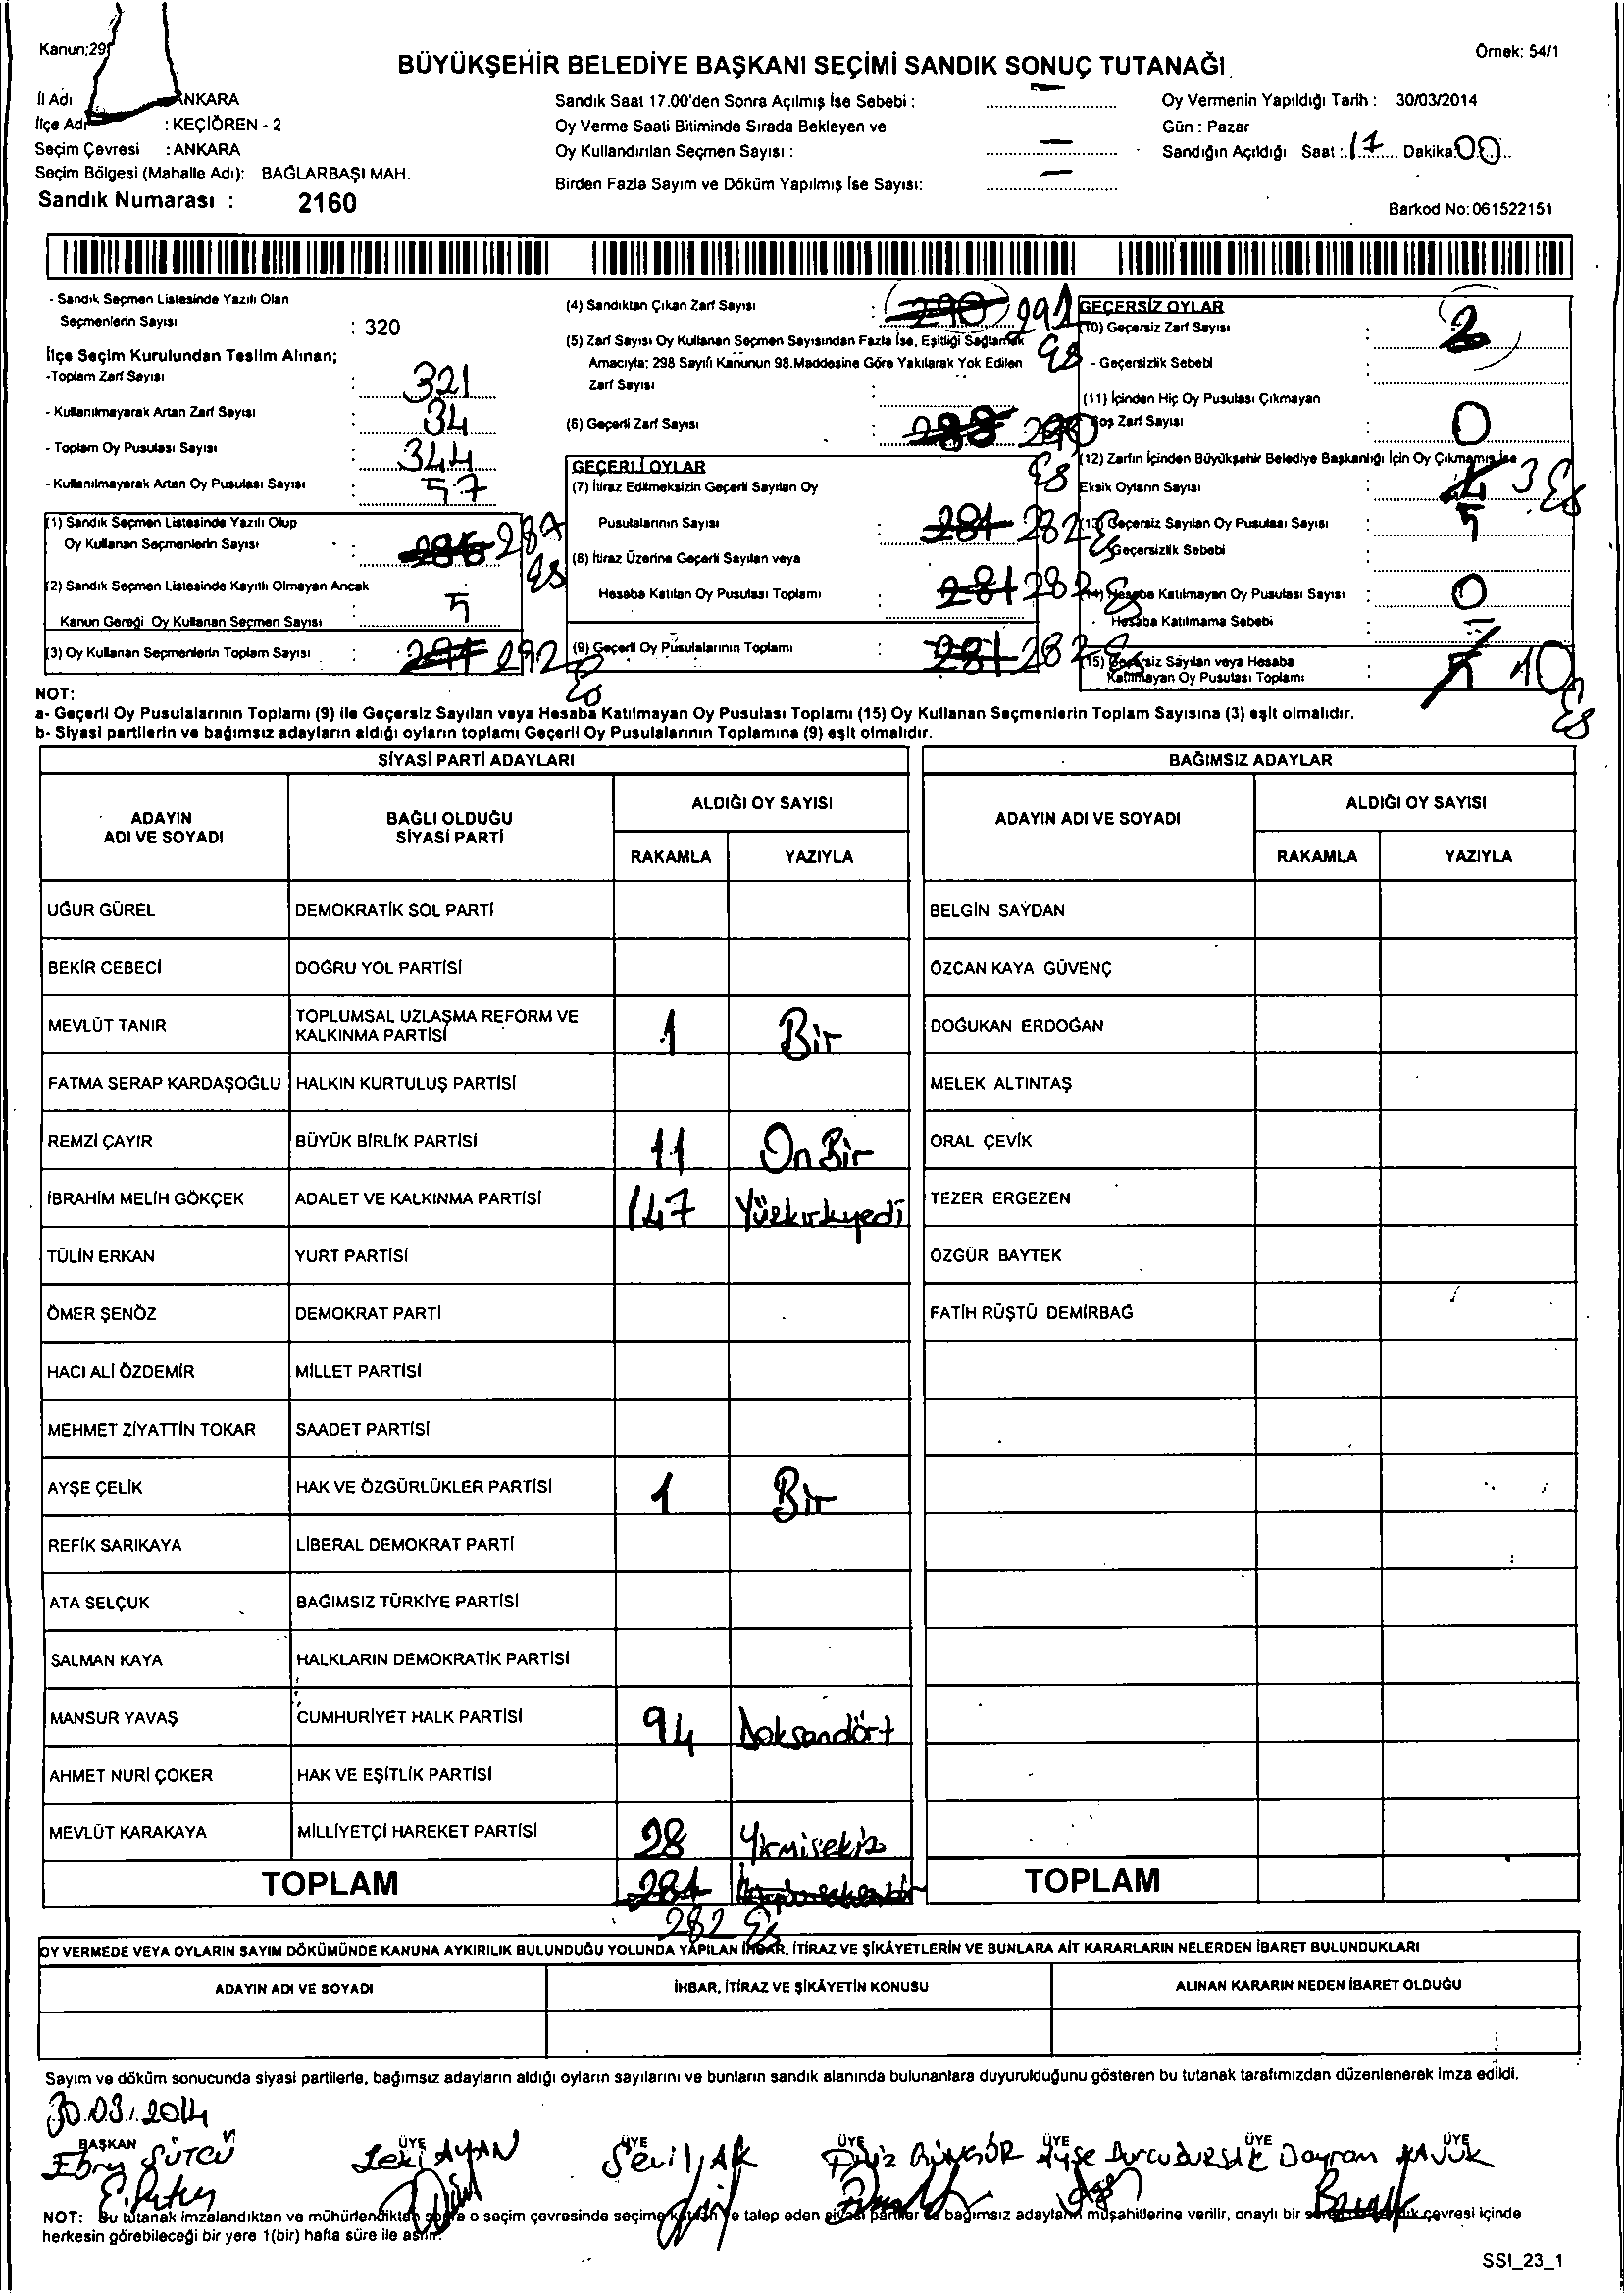 Kanun:29
Örnek: 54/1
BÜYÜKŞEHİR BELEDİYE BAŞKANI SEÇİMİ SANDIK SONUÇ TUTANAĞI
İl Adı ANKARA
İlçe Adı : KEÇİÖREN - 2
Seçim Çevresi : ANKARA
Seçim Bölgesi (Mahalle Adı): BAĞLARBAŞI MAH.
Sandık Numarası : 2160
Sandık Saat 17.00'den Sonra Açılmış İse Sebebi : —
Oy Verme Saati Bitiminde Sırada Bekleyen ve
Oy Kullandırılan Seçmen Sayısı : —
Birden Fazla Sayım ve Döküm Yapılmış İse Sayısı: —
Oy Vermenin Yapıldığı Tarih : 30/03/2014
Gün : Pazar
Sandığın Açıldığı Saat : 17 Dakika: 00
Barkod No: 061522151
- Sandık Seçmen Listesinde Yazılı Olan
Seçmenlerin Sayısı : 320
İlçe Seçim Kurulundan Teslim Alınan;
-Toplam Zarf Sayısı : 321
- Kullanılmayarak Artan Zarf Sayısı : 34
- Toplam Oy Pusulası Sayısı : 344
- Kullanılmayarak Artan Oy Pusulası Sayısı : 57
(1) Sandık Seçmen Listesinde Yazılı Olup
Oy Kullanan Seçmenlerin Sayısı : 286 287 ES
(2) Sandık Seçmen Listesinde Kayıtlı Olmayan Ancak
Kanun Gereği Oy Kullanan Seçmen Sayısı : 5
(3) Oy Kullanan Seçmenlerin Toplam Sayısı : 291 292 ES
(4) Sandıktan Çıkan Zarf Sayısı : 290 291 ES
(5) Zarf Sayısı Oy Kullanan Seçmen Sayısından Fazla İse, Eşitliği Sağlamak
Amacıyla; 298 Sayılı Kanunun 98.Maddesine Göre Yakılarak Yok Edilen
Zarf Sayısı :
(6) Geçerli Zarf Sayısı : 288 290 ES
GEÇERLİ OYLAR
(7) İtiraz Edilmeksizin Geçerli Sayılan Oy
Pusulalarının Sayısı : 281 282 ES
(8) İtiraz Üzerine Geçerli Sayılan veya
Hesaba Katılan Oy Pusulası Toplamı : 281 282 ES
(9) Geçerli Oy Pusulalarının Toplamı : 281 282 ES
GEÇERSİZ OYLAR
(10) Geçersiz Zarf Sayısı :
- Geçersizlik Sebebi
(11) İçinden Hiç Oy Pusulası Çıkmayan
Boş Zarf Sayısı : 0
(12) Zarfın İçinden Büyükşehir Belediye Başkanlığı İçin Oy Çıkmamış İse
Eksik Oyların Sayısı : 4 3 ES
(13) Geçersiz Sayılan Oy Pusulası Sayısı : 5
Geçersizlik Sebebi
(14) Hesaba Katılmayan Oy Pusulası Sayısı : 0
- Hesaba Katılmama Sebebi
(15) Geçersiz Sayılan veya Hesaba
Katılmayan Oy Pusulası Toplamı : 10 ES
NOT:
a- Geçerli Oy Pusulalarının Toplamı (9) ile Geçersiz Sayılan veya Hesaba Katılmayan Oy Pusulası Toplamı (15) Oy Kullanan Seçmenlerin Toplam Sayısına (3) eşit olmalıdır.
b- Siyasi partilerin ve bağımsız adayların aldığı oyların toplamı Geçerli Oy Pusulalarının Toplamına (9) eşit olmalıdır.
SİYASİ PARTİ ADAYLARI BAĞIMSIZ ADAYLAR
ADAYIN ADI VE SOYADI BAĞLI OLDUĞU SİYASİ PARTİ ALDIĞI OY SAYISI ADAYIN ADI VE SOYADI ALDIĞI OY SAYISI
RAKAMLA YAZIYLA RAKAMLA YAZIYLA
UĞUR GÜREL DEMOKRATİK SOL PARTİ BELGİN SAYDAN
BEKİR CEBECİ DOĞRU YOL PARTİSİ ÖZCAN KAYA GÜVENÇ
MEVLÜT TANIR TOPLUMSAL UZLAŞMA REFORM VE KALKINMA PARTİSİ 1 Bir DOĞUKAN ERDOĞAN
FATMA SERAP KARDAŞOĞLU HALKIN KURTULUŞ PARTİSİ MELEK ALTINTAŞ
REMZİ ÇAYIR BÜYÜK BİRLİK PARTİSİ 11 On Bir ORAL ÇEVİK
İBRAHİM MELİH GÖKÇEK ADALET VE KALKINMA PARTİSİ 147 Yüzkırkyedi TEZER ERGEZEN
TÜLİN ERKAN YURT PARTİSİ ÖZGÜR BAYTEK
ÖMER ŞENÖZ DEMOKRAT PARTİ FATİH RÜŞTÜ DEMİRBAĞ
HACI ALİ ÖZDEMİR MİLLET PARTİSİ
MEHMET ZİYATTİN TOKAR SAADET PARTİSİ
AYŞE ÇELİK HAK VE ÖZGÜRLÜKLER PARTİSİ 1 Bir
REFİK SARIKAYA LİBERAL DEMOKRAT PARTİ
ATA SELÇUK BAĞIMSIZ TÜRKİYE PARTİSİ
SALMAN KAYA HALKLARIN DEMOKRATİK PARTİSİ
MANSUR YAVAŞ CUMHURİYET HALK PARTİSİ 94 Doksandört
AHMET NURİ ÇOKER HAK VE EŞİTLİK PARTİSİ
MEVLÜT KARAKAYA MİLLİYETÇİ HAREKET PARTİSİ 28 Yirmisekiz
TOPLAM 281 TOPLAM
282 ES
OY VERMEDE VEYA OYLARIN SAYIM DÖKÜMÜNDE KANUNA AYKIRILIK BULUNDUĞU YOLUNDA YAPILAN İHBAR, İTİRAZ VE ŞİKÂYETLERİN VE BUNLARA AİT KARARLARIN NELERDEN İBARET BULUNDUKLARI
ADAYIN ADI VE SOYADI İHBAR, İTİRAZ VE ŞİKÂYETİN KONUSU ALINAN KARARIN NEDEN İBARET OLDUĞU
Sayım ve döküm sonucunda siyasi partilerle, bağımsız adayların aldığı oyların sayılarını ve bunların sandık alanında bulunanlara duyurulduğunu gösteren bu tutanak tarafımızdan düzenlenerek imza edildi.
30.03.2014
BAŞKAN ÜYE ÜYE ÜYE ÜYE ÜYE
Ebru SÜTCÜ Zeki AYAN Sevil AK Filiz GÜNGÖR Ayşe Burcu DURSUN Bayram KAVUK
NOT: Bu tutanak imzalandıktan ve mühürlendikten sonra o seçim çevresinde seçime katılan ve talep eden siyasi partiler ve bağımsız adayların müşahitlerine verilir, onaylı bir sureti sandık çevresi içinde
herkesin görebileceği bir yere 1(bir) hafta süre ile asılır.
SSI_23_1